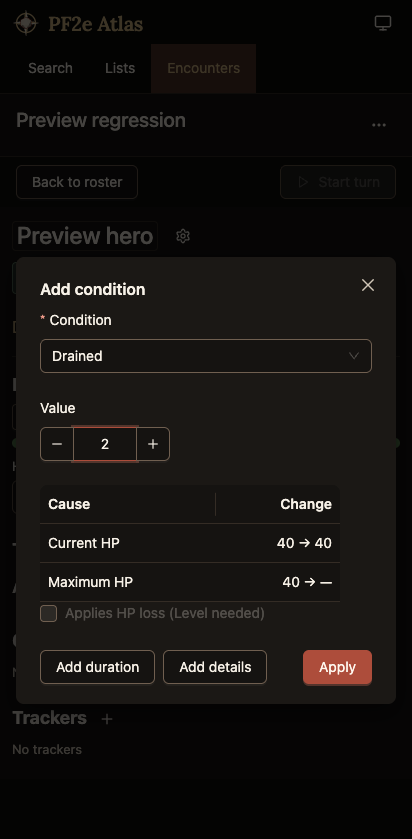 PF2e Atlas
Search Lists Encounters
Preview regression
Back to roster Start turn
Preview hero
Add condition
* Condition
Drained
Value
2
Cause Change
Current HP 40 → 40
Maximum HP 40 → —
Applies HP loss (Level needed)
Add duration Add details Apply
Trackers
No trackers